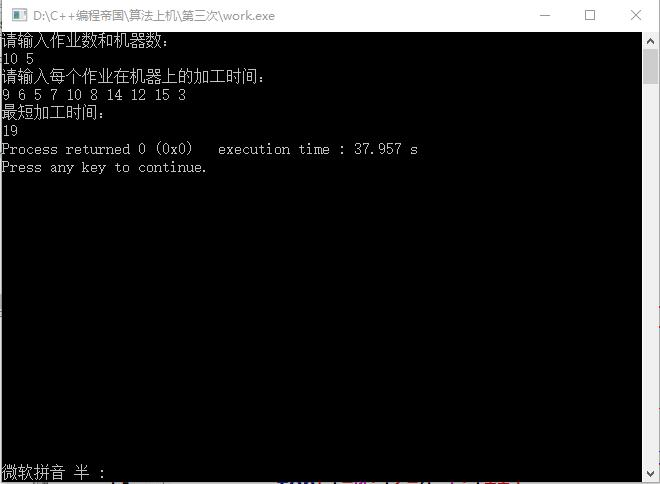 D:\C++编程帝国\算法上机\第三次\work.exe
请输入作业数和机器数：
10 5
请输入每个作业在机器上的加工时间：
9 6 5 7 10 8 14 12 15 3
最短加工时间：
19
Process returned 0 (0x0)   execution time : 37.957 s
Press any key to continue.
微软拼音 半 :